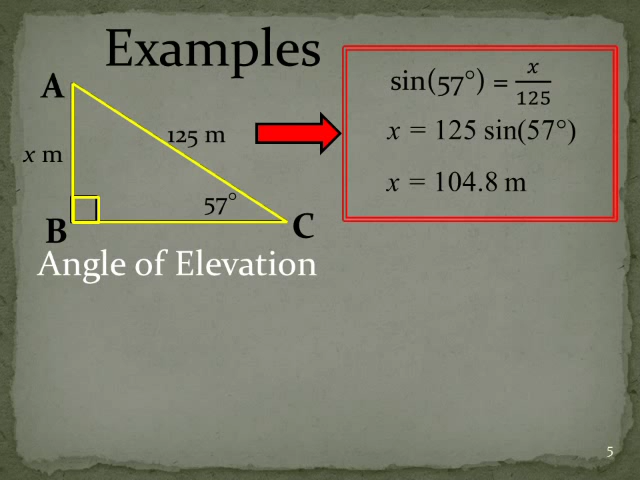 Examples
A
125 m
x m
57°
B
C
Angle of Elevation
sin(57°) = x/125
x = 125 sin(57°)
x = 104.8 m
5